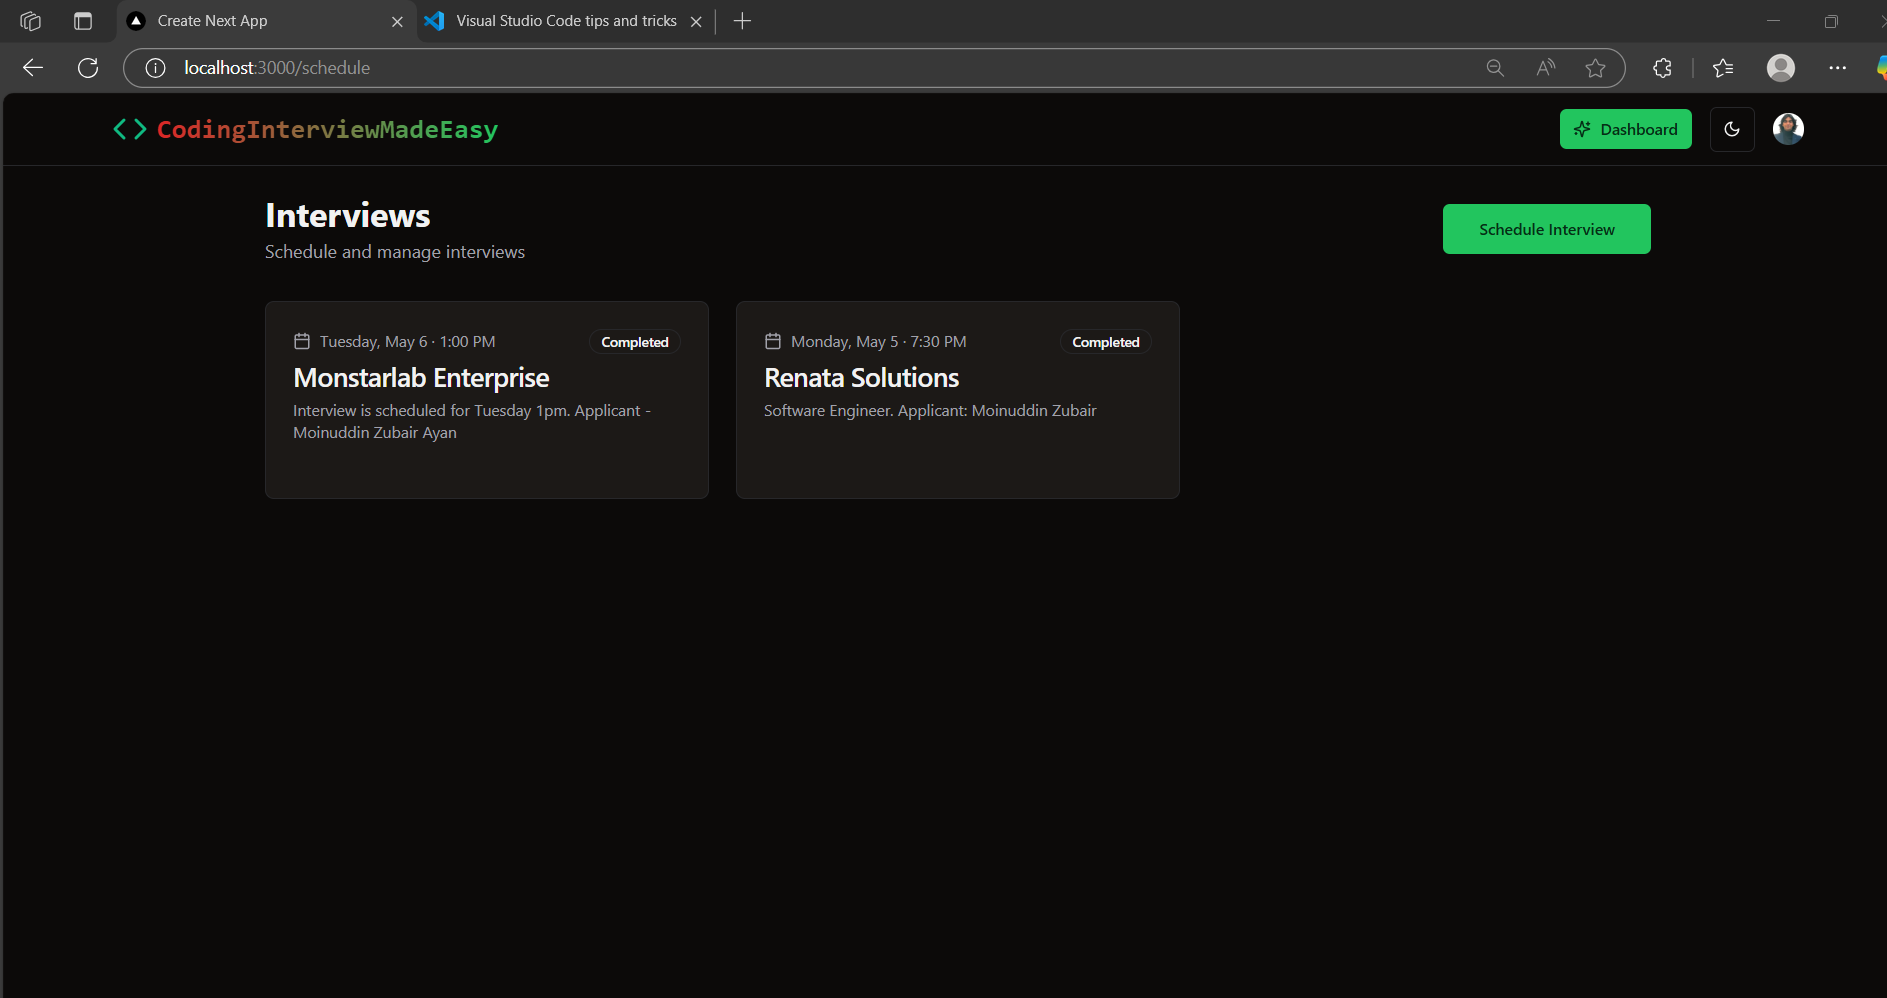 Create Next App
Visual Studio Code tips and tricks
localhost:3000/schedule
CodingInterviewMadeEasy
Dashboard
Interviews
Schedule and manage interviews
Schedule Interview
Tuesday, May 6 · 1:00 PM
Completed
Monstarlab Enterprise
Interview is scheduled for Tuesday 1pm. Applicant -
Moinuddin Zubair Ayan
Monday, May 5 · 7:30 PM
Completed
Renata Solutions
Software Engineer. Applicant: Moinuddin Zubair